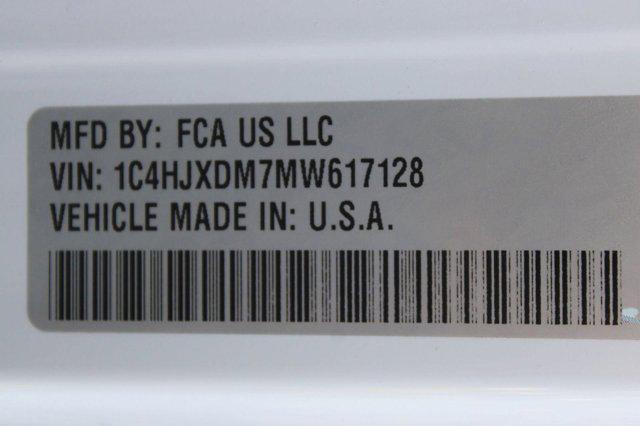 MFD BY: FCA US LLC
VIN: 1C4HJXDM7MW617128
VEHICLE MADE IN: U.S.A.